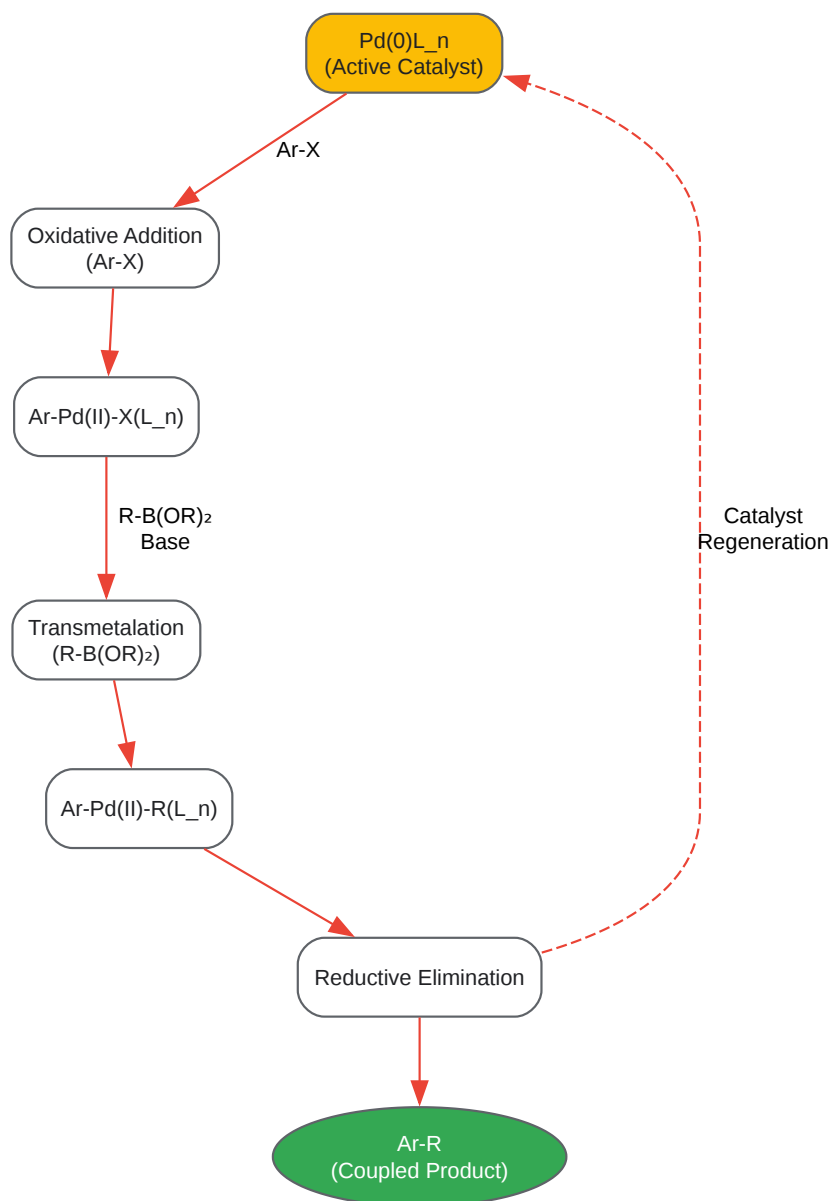 Pd(0)L_n
(Active Catalyst)
Ar-X
Oxidative Addition
(Ar-X)
Ar-Pd(II)-X(L_n)
R-B(OR)₂
Base
Catalyst
Regeneration
Transmetalation
(R-B(OR)₂)
Ar-Pd(II)-R(L_n)
Reductive Elimination
Ar-R
(Coupled Product)